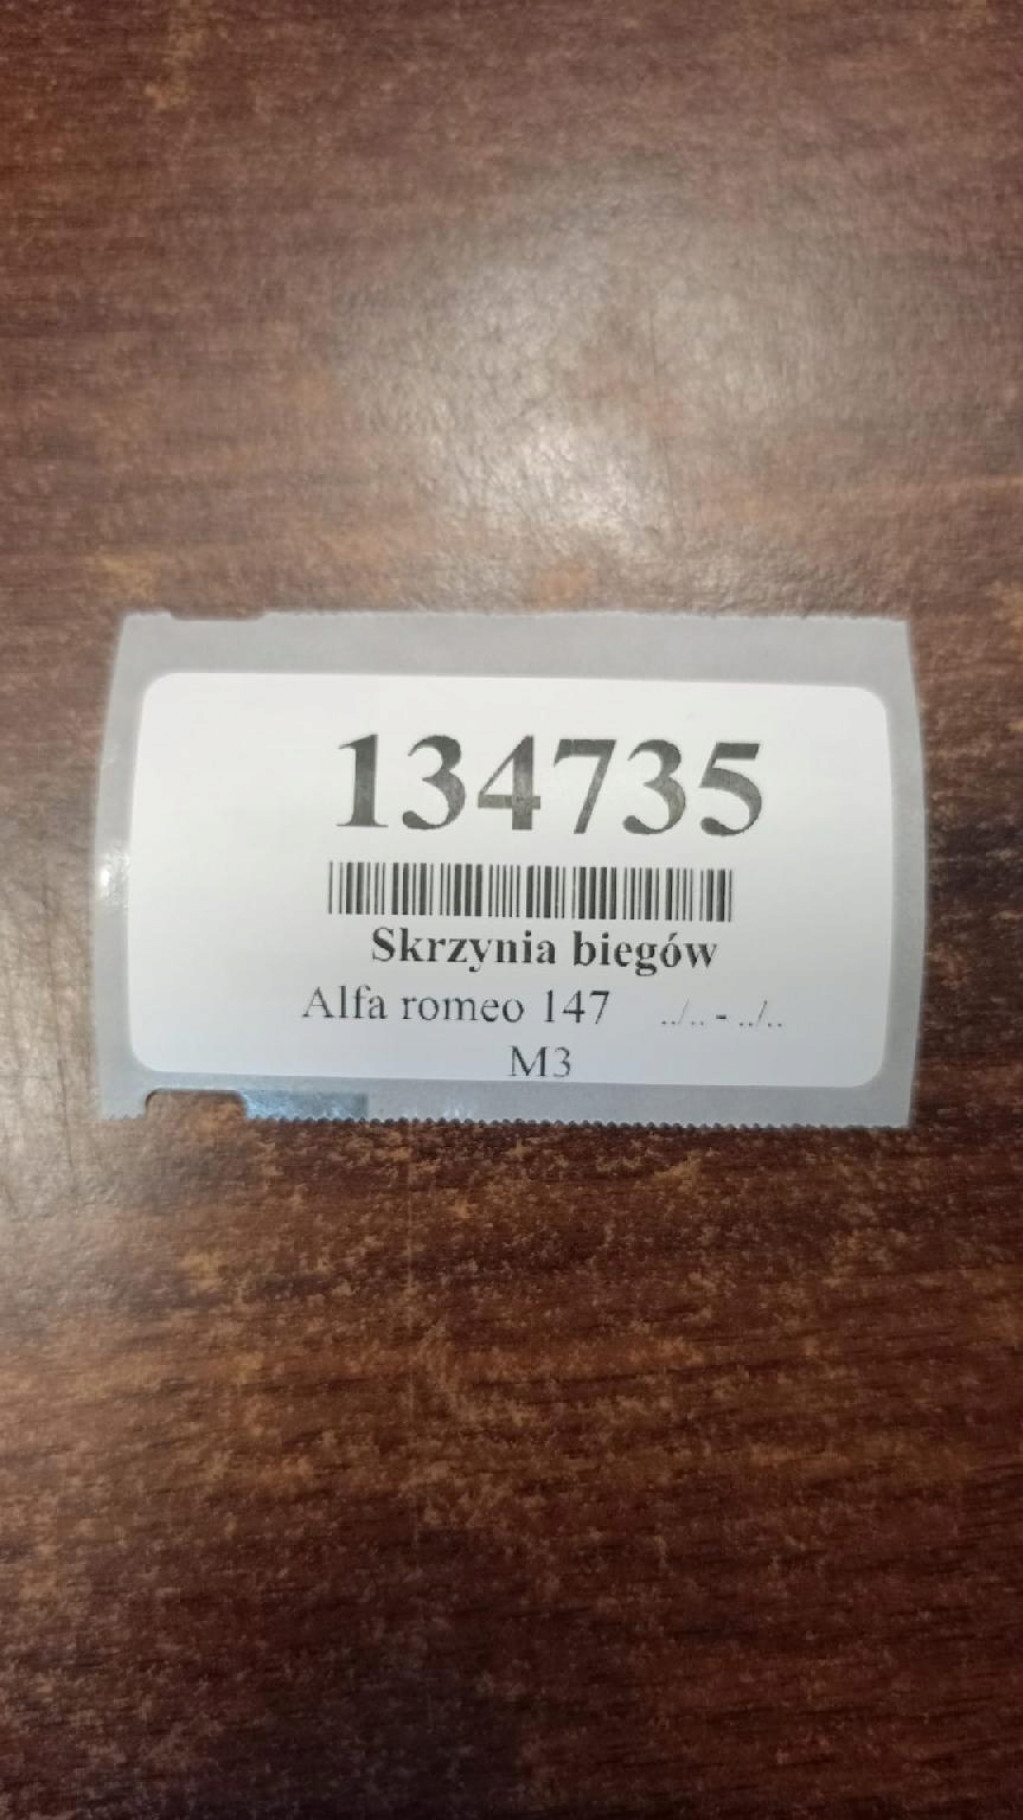 134735
Skrzynia biegów
Alfa romeo 147 ../.. - ../..
M3